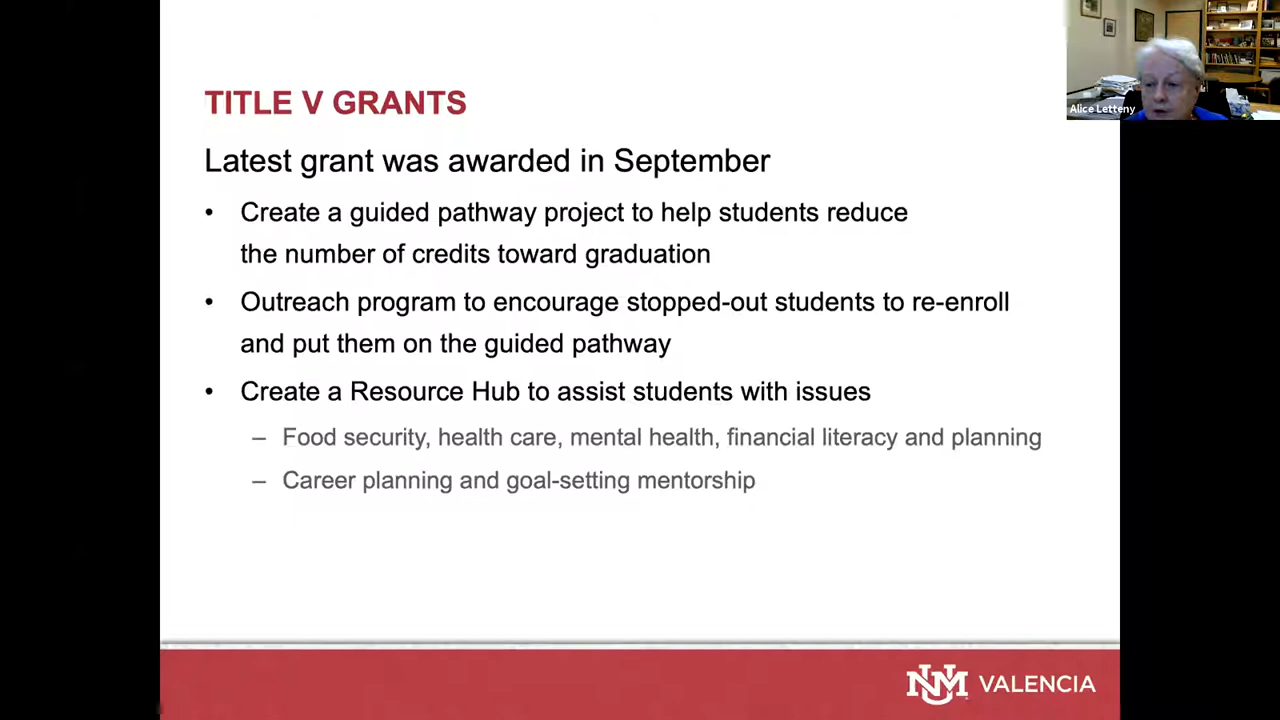 TITLE V GRANTS
Alice Letteny
Latest grant was awarded in September
• Create a guided pathway project to help students reduce
the number of credits toward graduation
• Outreach program to encourage stopped-out students to re-enroll
and put them on the guided pathway
• Create a Resource Hub to assist students with issues
– Food security, health care, mental health, financial literacy and planning
– Career planning and goal-setting mentorship
UNM VALENCIA